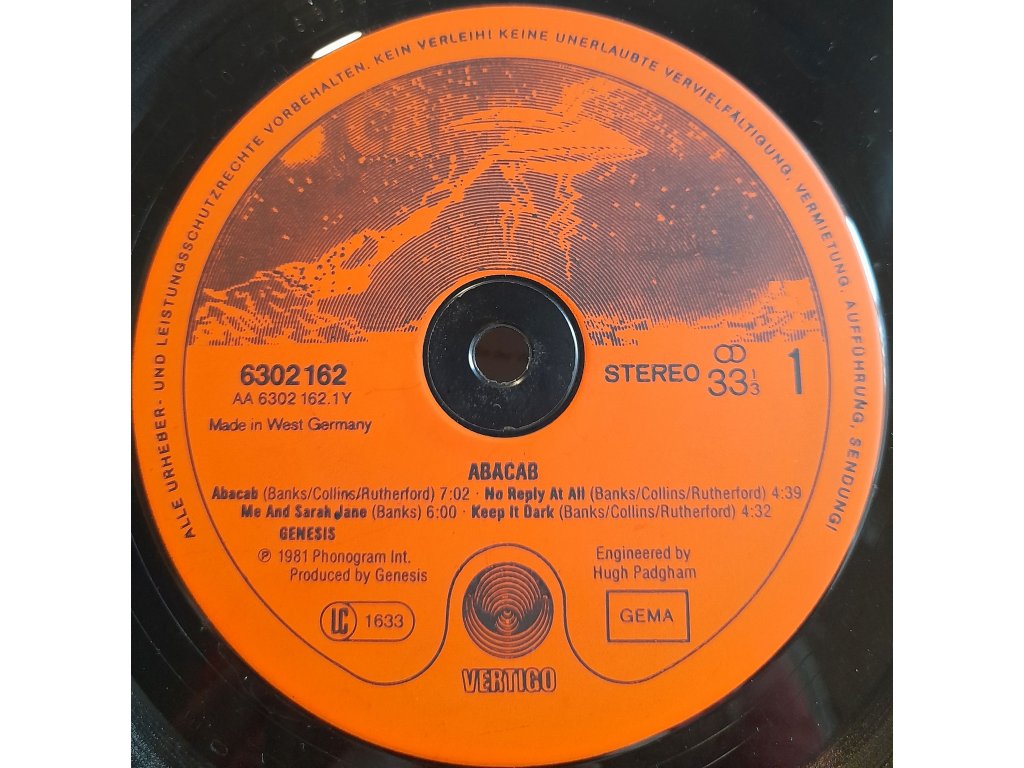 ALLE URHEBER- UND LEISTUNGSSCHUTZRECHTE VORBEHALTEN. KEIN VERLEIH! KEINE UNERLAUBTE VERVIELFÄLTIGUNG, VERMIETUNG, AUFFÜHRUNG, SENDUNG!
6302 162
AA 6302 162.1Y
Made in West Germany
STEREO 33 1/3 1
ABACAB
Abacab (Banks/Collins/Rutherford) 7:02 · No Reply At All (Banks/Collins/Rutherford) 4:39
Me And Sarah Jane (Banks) 6:00 · Keep It Dark (Banks/Collins/Rutherford) 4:32
GENESIS
℗ 1981 Phonogram Int.
Produced by Genesis
Engineered by
Hugh Padgham
LC 1633
GEMA
VERTIGO